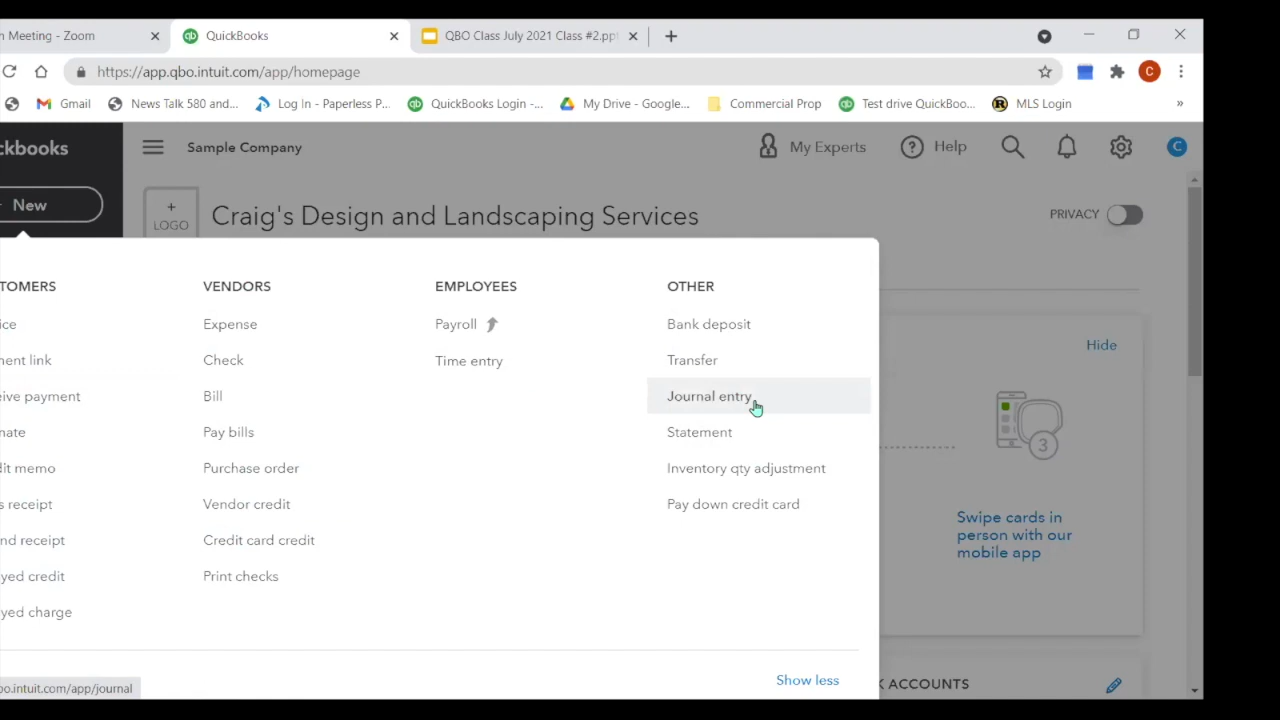 n Meeting - Zoom
QuickBooks
QBO Class July 2021 Class #2.ppt
https://app.qbo.intuit.com/app/homepage
C
Gmail
News Talk 580 and...
Log In - Paperless P...
QuickBooks Login -...
My Drive - Google...
Commercial Prop
Test drive QuickBoo...
MLS Login
»
ckbooks
Sample Company
My Experts
Help
C
New
+
LOGO
Craig's Design and Landscaping Services
PRIVACY
TOMERS
VENDORS
EMPLOYEES
OTHER
ice
Expense
Payroll
Bank deposit
Hide
ment link
Check
Time entry
Transfer
eive payment
Bill
Journal entry
nate
Pay bills
Statement
3
dit memo
Purchase order
Inventory qty adjustment
s receipt
Vendor credit
Pay down credit card
Swipe cards in
person with our
mobile app
nd receipt
Credit card credit
yed credit
Print checks
yed charge
Show less
K ACCOUNTS
bo.intuit.com/app/journal